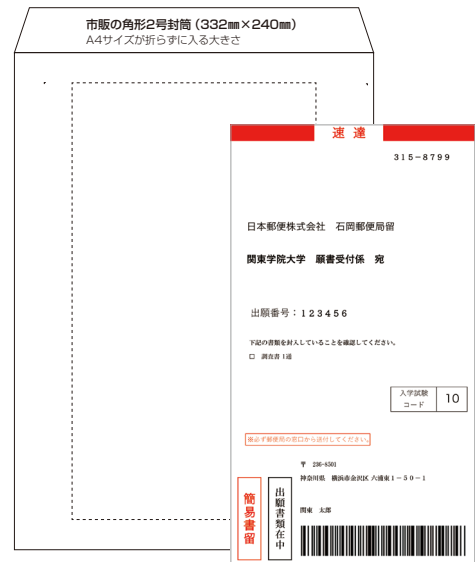 市販の角形2号封筒（332㎜×240㎜）
A4サイズが折らずに入る大きさ
速 達
315-8799
日本郵便株式会社　石岡郵便局留
関東学院大学　願書受付係　宛
出願番号：123456
下記の書類を封入していることを確認してください。
□ 調査書 1通
入学試験
コード
10
※必ず郵便局の窓口から送付してください。
〒 236-8501
神奈川県 横浜市金沢区 六浦東1－50－1
関東 太郎
簡易書留
出願書類在中